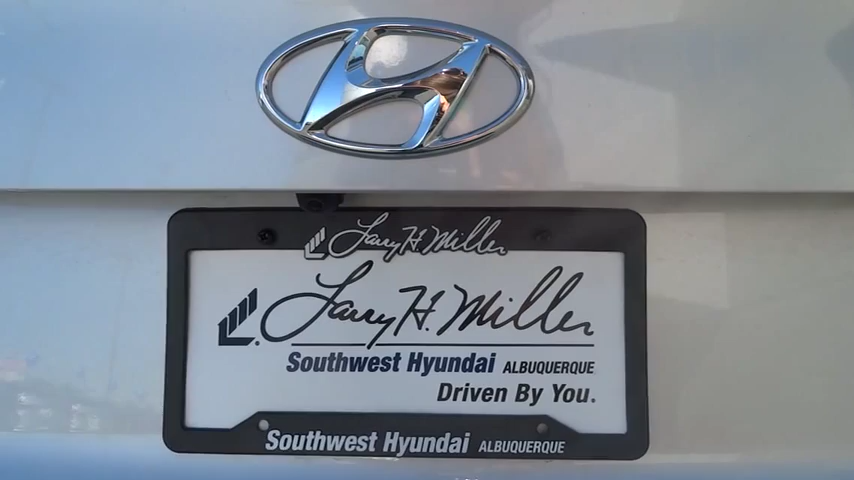 Larry H. Miller
Larry H. Miller
Southwest Hyundai ALBUQUERQUE
Driven By You.
Southwest Hyundai ALBUQUERQUE